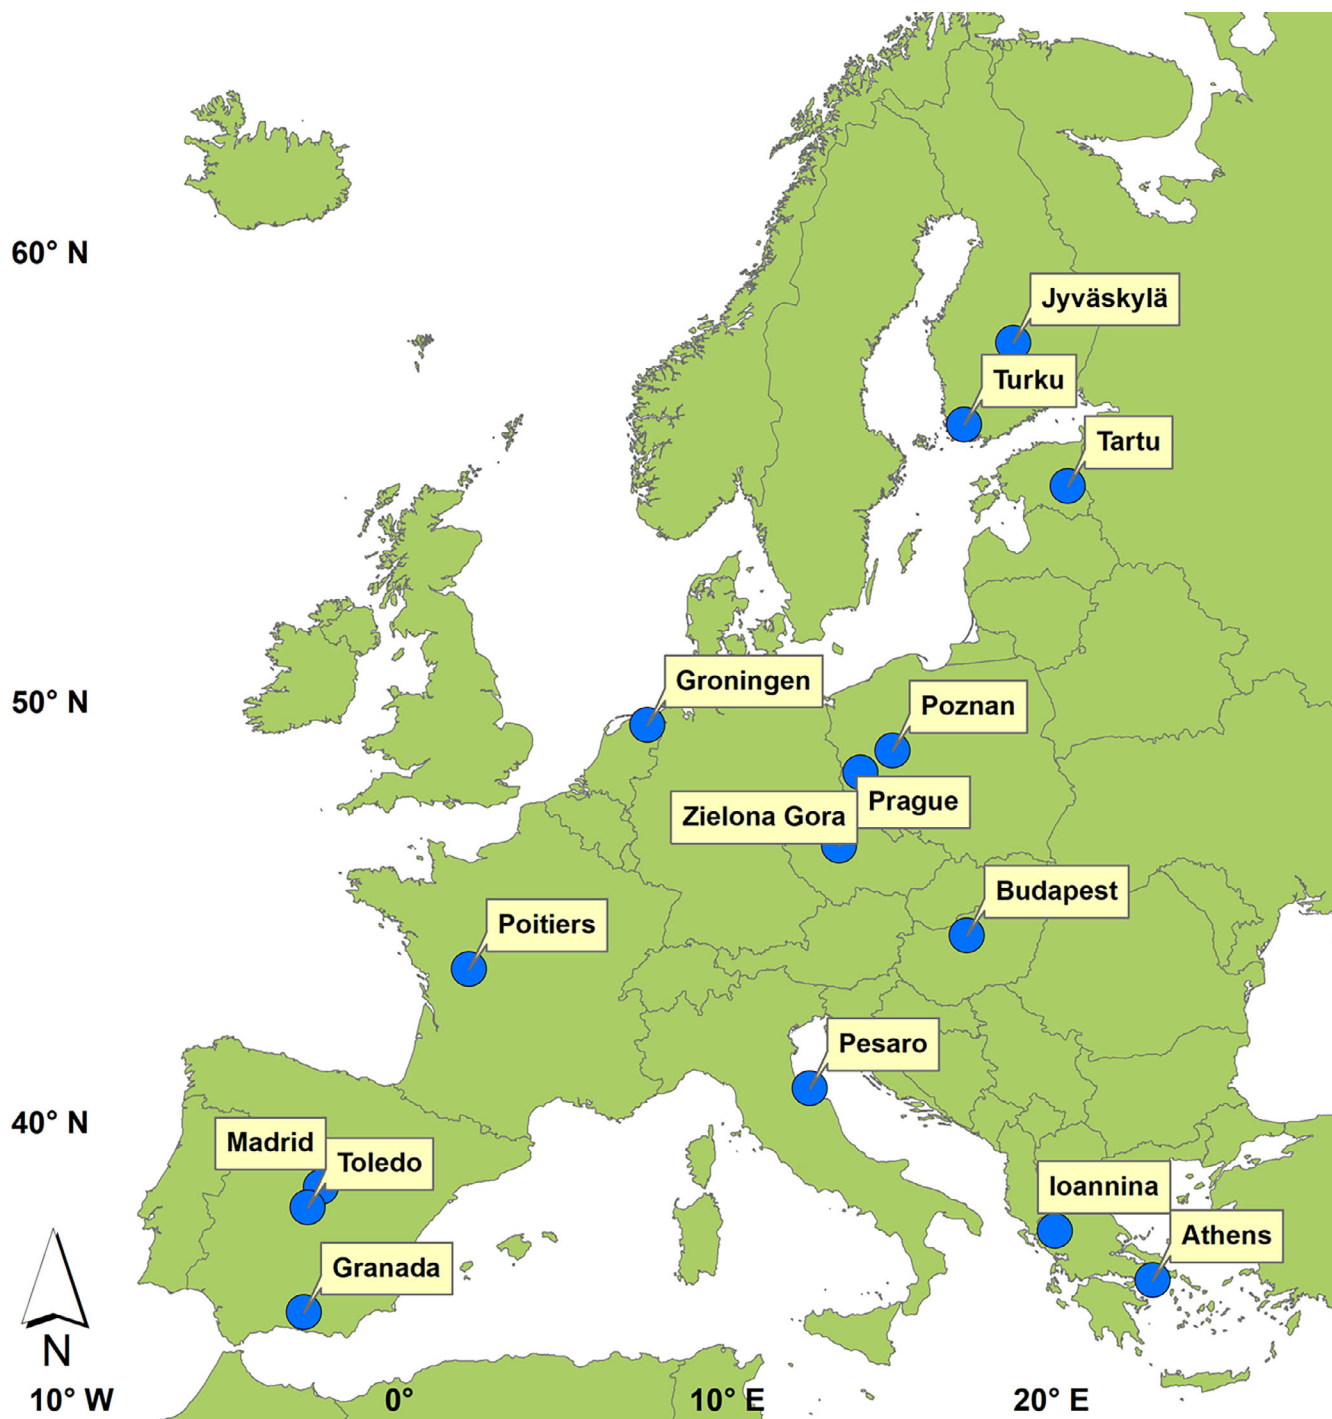 60° N
Jyväskylä
Turku
Tartu
Groningen
50° N
Poznan
Prague
Zielona Gora
Budapest
Poitiers
Pesaro
40° N
Madrid
Toledo
Ioannina
Athens
Granada
N
10° W
0°
10° E
20° E